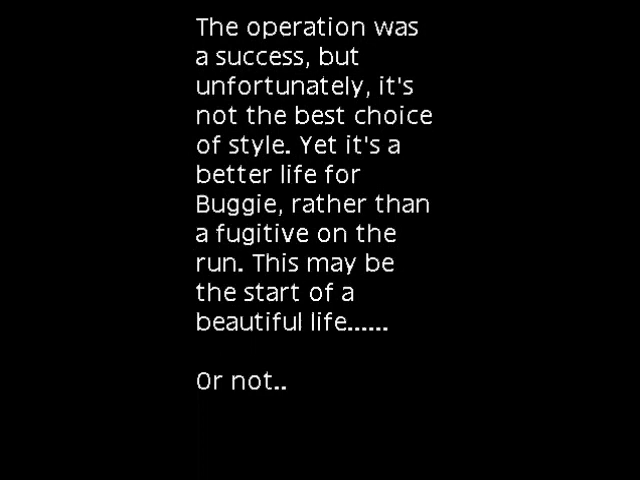 The operation was
a success, but
unfortunately, it's
not the best choice
of style. Yet it's a
better life for
Buggie, rather than
a fugitive on the
run. This may be
the start of a
beautiful life......
Or not..